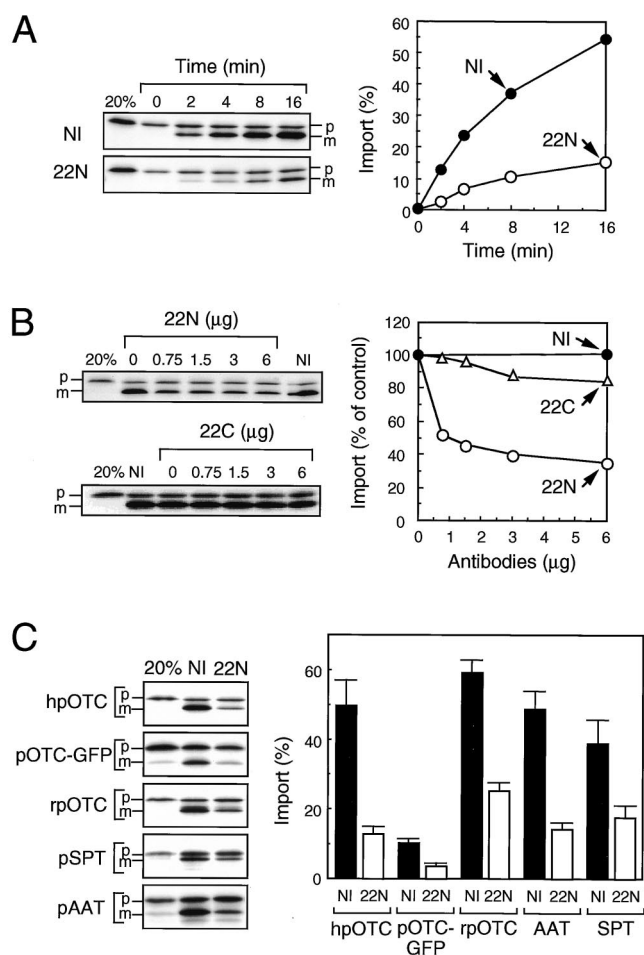 A
Time (min)
20% 0 2 4 8 16
NI
p
m
22N
p
m
Import (%)
60
50
40
30
20
15
10
5
0
NI
22N
0 4 8 12 16
Time (min)
B
22N (µg)
20% 0 0.75 1.5 3 6 NI
p
m
22C (µg)
20% NI 0 0.75 1.5 3 6
p
m
Import (% of control)
120
100
80
60
40
20
0
NI
22C
22N
0 1 2 3 4 5 6
Antibodies (µg)
C
20% NI 22N
hpOTC p
m
pOTC-GFP p
m
rpOTC p
m
pSPT p
m
pAAT p
m
Import (%)
60
40
20
0
NI 22N NI 22N NI 22N NI 22N NI 22N
hpOTC pOTC-GFP rpOTC AAT SPT